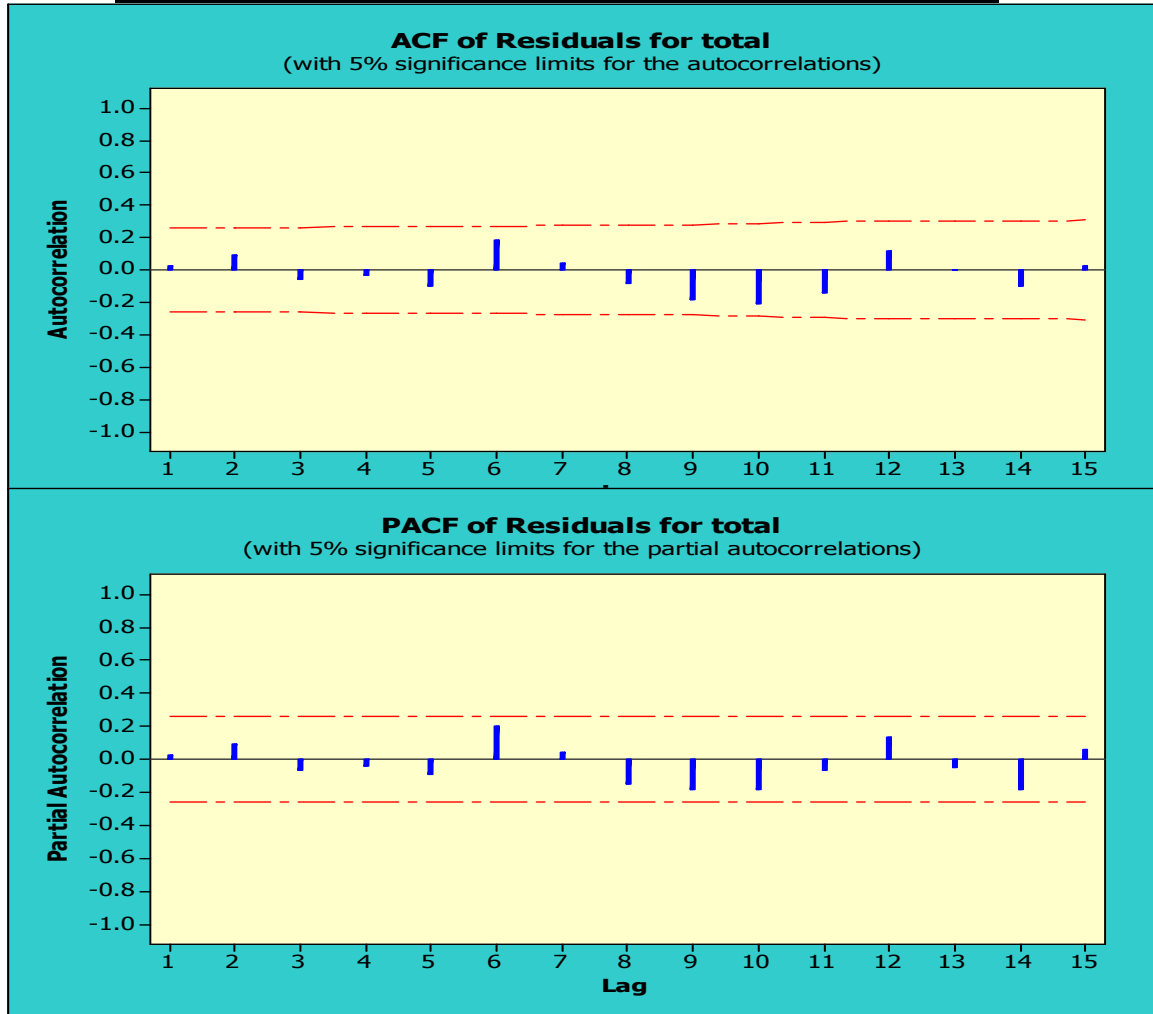 ACF of Residuals for total
(with 5% significance limits for the autocorrelations)
1.0
0.8
0.6
0.4
0.2
0.0
-0.2
-0.4
-0.6
-0.8
-1.0
Autocorrelation
1 2 3 4 5 6 7 8 9 10 11 12 13 14 15
PACF of Residuals for total
(with 5% significance limits for the partial autocorrelations)
1.0
0.8
0.6
0.4
0.2
0.0
-0.2
-0.4
-0.6
-0.8
-1.0
Partial Autocorrelation
1 2 3 4 5 6 7 8 9 10 11 12 13 14 15
Lag